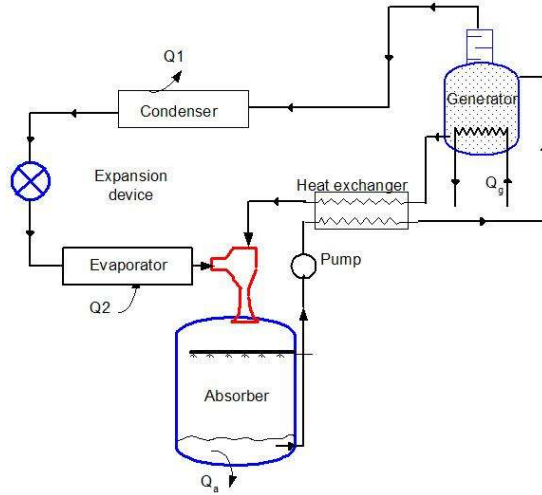 Q1
Condenser
Generator
Expansion
device
Heat exchanger
Qg
Evaporator
Pump
Q2
Absorber
Qa